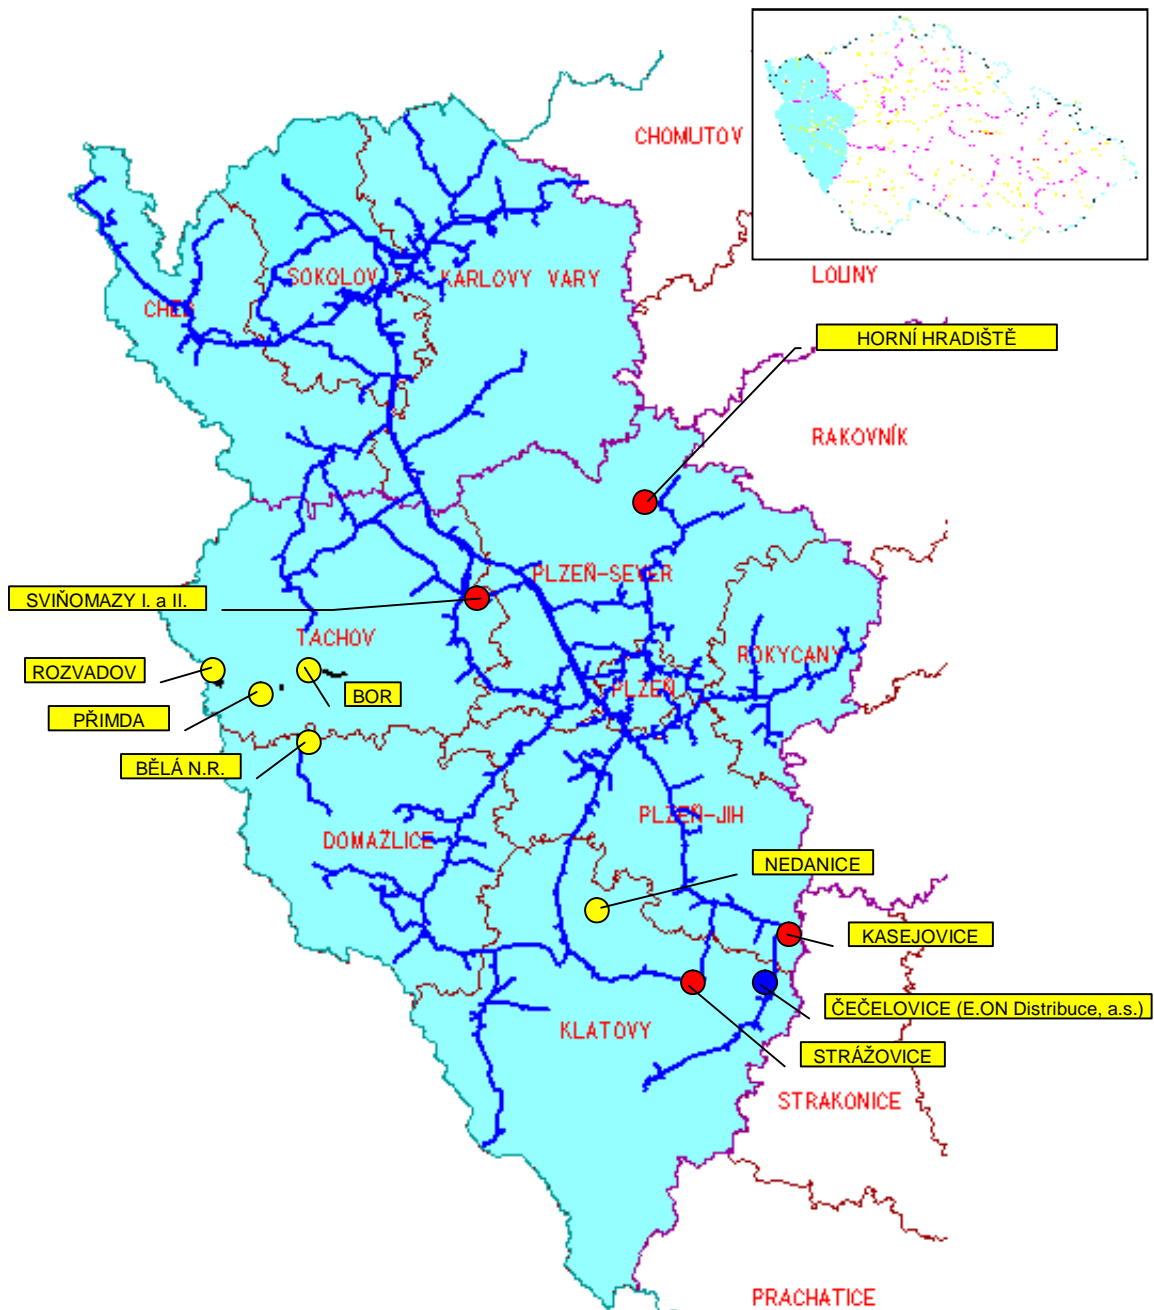 CHOMUTOV
SOKOLOV
KARLOVY VARY
LOUNY
CHEB
HORNÍ HRADIŠTĚ
RAKOVNÍK
PLZEŇ-SEVER
SVIŇOMAZY I. a II.
TACHOV
ROKYCANY
ROZVADOV
PLZEŇ
BOR
PŘIMDA
BĚLÁ N.R.
PLZEŇ-JIH
DOMAŽLICE
NEDANICE
KASEJOVICE
ČEČELOVICE (E.ON Distribuce, a.s.)
KLATOVY
STRÁŽOVICE
STRAKONICE
PRACHATICE